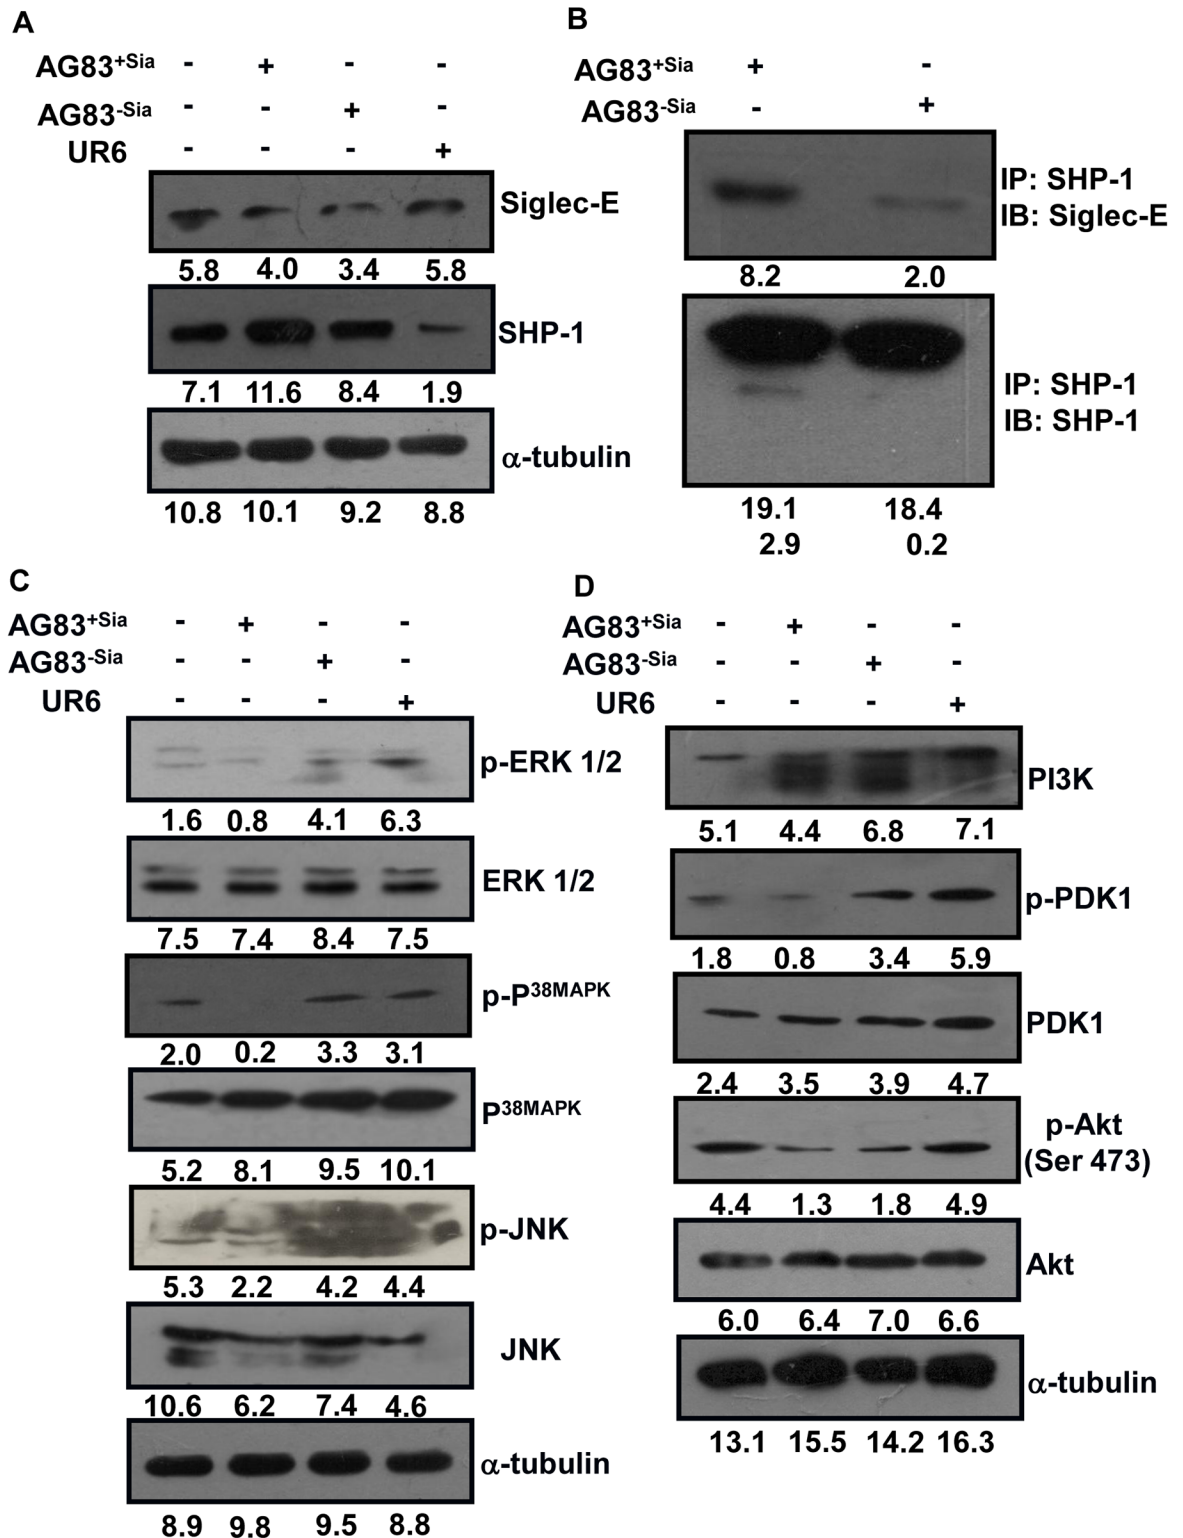 A
AG83+Sia - + - -
AG83-Sia - - + -
UR6 - - - +
Siglec-E
5.8 4.0 3.4 5.8
SHP-1
7.1 11.6 8.4 1.9
α-tubulin
10.8 10.1 9.2 8.8
B
AG83+Sia + -
AG83-Sia - +
IP: SHP-1
IB: Siglec-E
8.2 2.0
IP: SHP-1
IB: SHP-1
19.1 18.4
2.9 0.2
C
AG83+Sia - + - -
AG83-Sia - - + -
UR6 - - - +
p-ERK 1/2
1.6 0.8 4.1 6.3
ERK 1/2
7.5 7.4 8.4 7.5
p-P38MAPK
2.0 0.2 3.3 3.1
P38MAPK
5.2 8.1 9.5 10.1
p-JNK
5.3 2.2 4.2 4.4
JNK
10.6 6.2 7.4 4.6
α-tubulin
8.9 9.8 9.5 8.8
D
AG83+Sia - + - -
AG83-Sia - - + -
UR6 - - - +
PI3K
5.1 4.4 6.8 7.1
p-PDK1
1.8 0.8 3.4 5.9
PDK1
2.4 3.5 3.9 4.7
p-Akt
(Ser 473)
4.4 1.3 1.8 4.9
Akt
6.0 6.4 7.0 6.6
α-tubulin
13.1 15.5 14.2 16.3